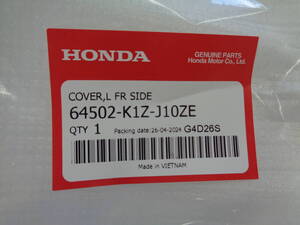 HONDA
GENUINE PARTS
Honda Motor Co., Ltd.
COVER,L FR SIDE
64502-K1Z-J10ZE
QTY 1 Packing date:26-04-2024 G4D26S
Made in VIETNAM